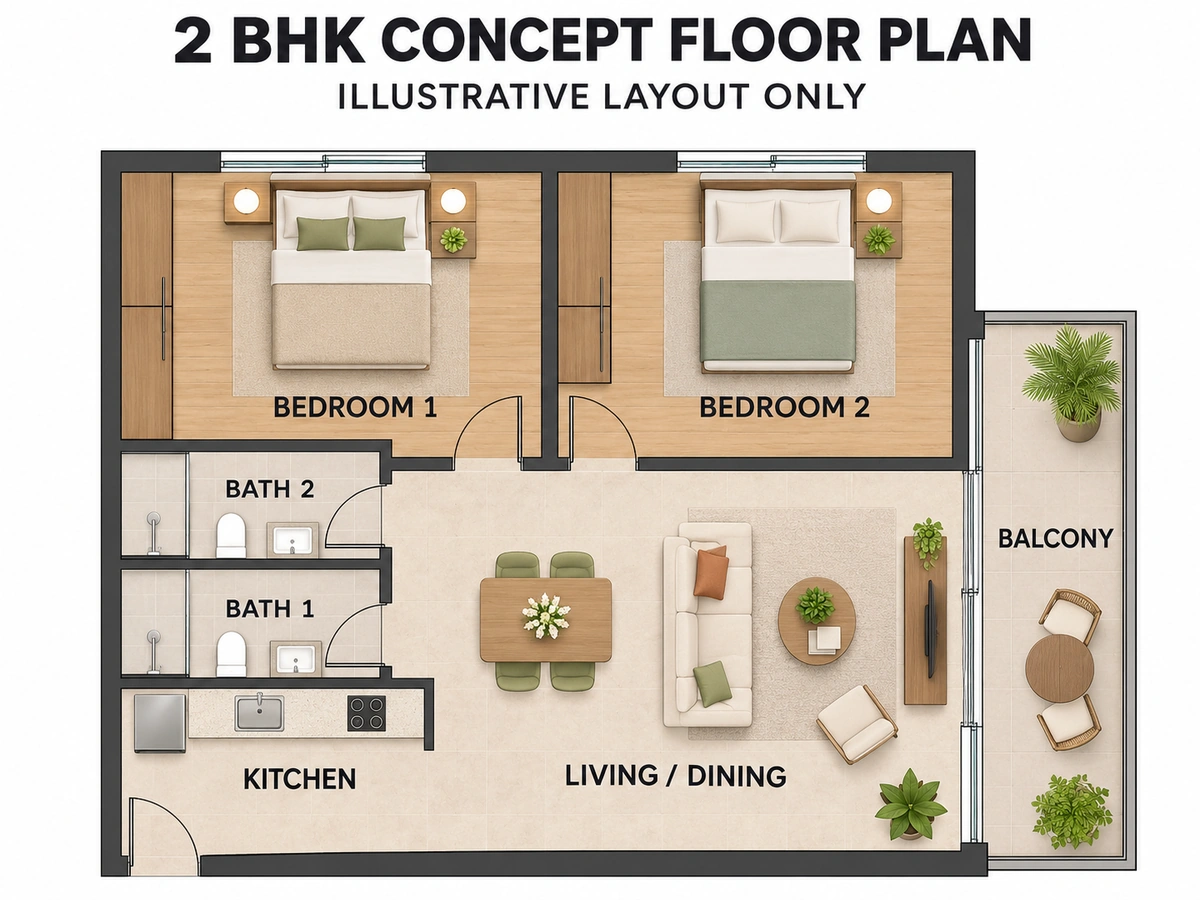 2 BHK CONCEPT FLOOR PLAN
ILLUSTRATIVE LAYOUT ONLY
BEDROOM 1
BEDROOM 2
BATH 2
BALCONY
BATH 1
KITCHEN
LIVING / DINING